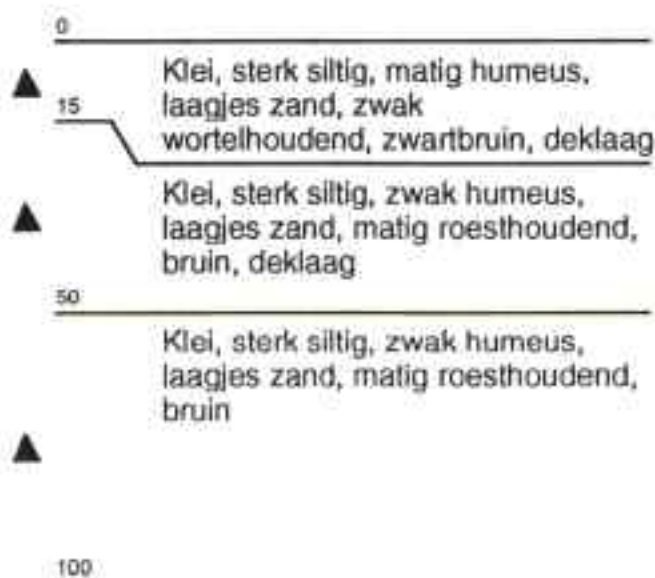 0
Klei, sterk siltig, matig humeus,
laagjes zand, zwak
15
wortelhoudend, zwartbruin, deklaag
Klei, sterk siltig, zwak humeus,
laagjes zand, matig roesthoudend,
bruin, deklaag
50
Klei, sterk siltig, zwak humeus,
laagjes zand, matig roesthoudend,
bruin
100